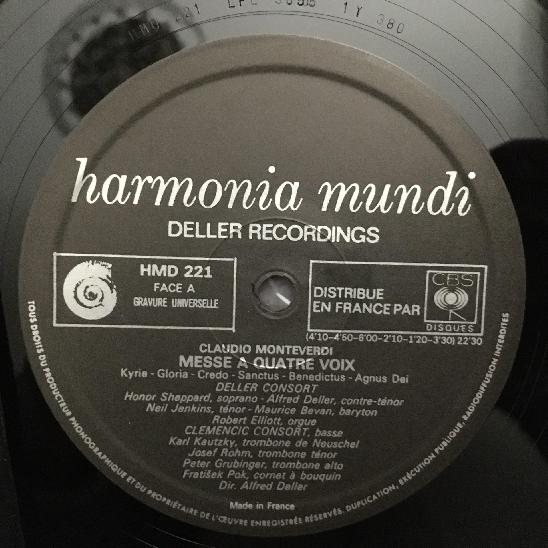 1Y 380
harmonia mundi
DELLER RECORDINGS
HMD 221
FACE A
GRAVURE UNIVERSELLE
DISTRIBUE
EN FRANCE PAR
CBS
DISQUES
(4'10-4'50-6'00-2'10-1'20-3'30) 22'30
CLAUDIO MONTEVERDI
MESSE A QUATRE VOIX
Kyrie - Gloria - Credo - Sanctus - Benedictus - Agnus Dei
DELLER CONSORT
Honor Sheppard, soprano - Alfred Deller, contre-ténor
Neil Jenkins, ténor - Maurice Bevan, baryton
Robert Elliott, orgue
CLEMENCIC CONSORT, basse
Karl Kautzky, trombone de Neuschel
Josef Rohm, trombone ténor
Peter Grubinger, trombone alto
Fratišek Pok, cornet à bouquin
Dir. Alfred Deller
Made in France
TOUS DROITS DU PRODUCTEUR PHONOGRAPHIQUE ET DU PROPRIÉTAIRE DE L'ŒUVRE ENREGISTRÉE RÉSERVÉS. DUPLICATION, EXÉCUTION PUBLIQUE, RADIODIFFUSION INTERDITES